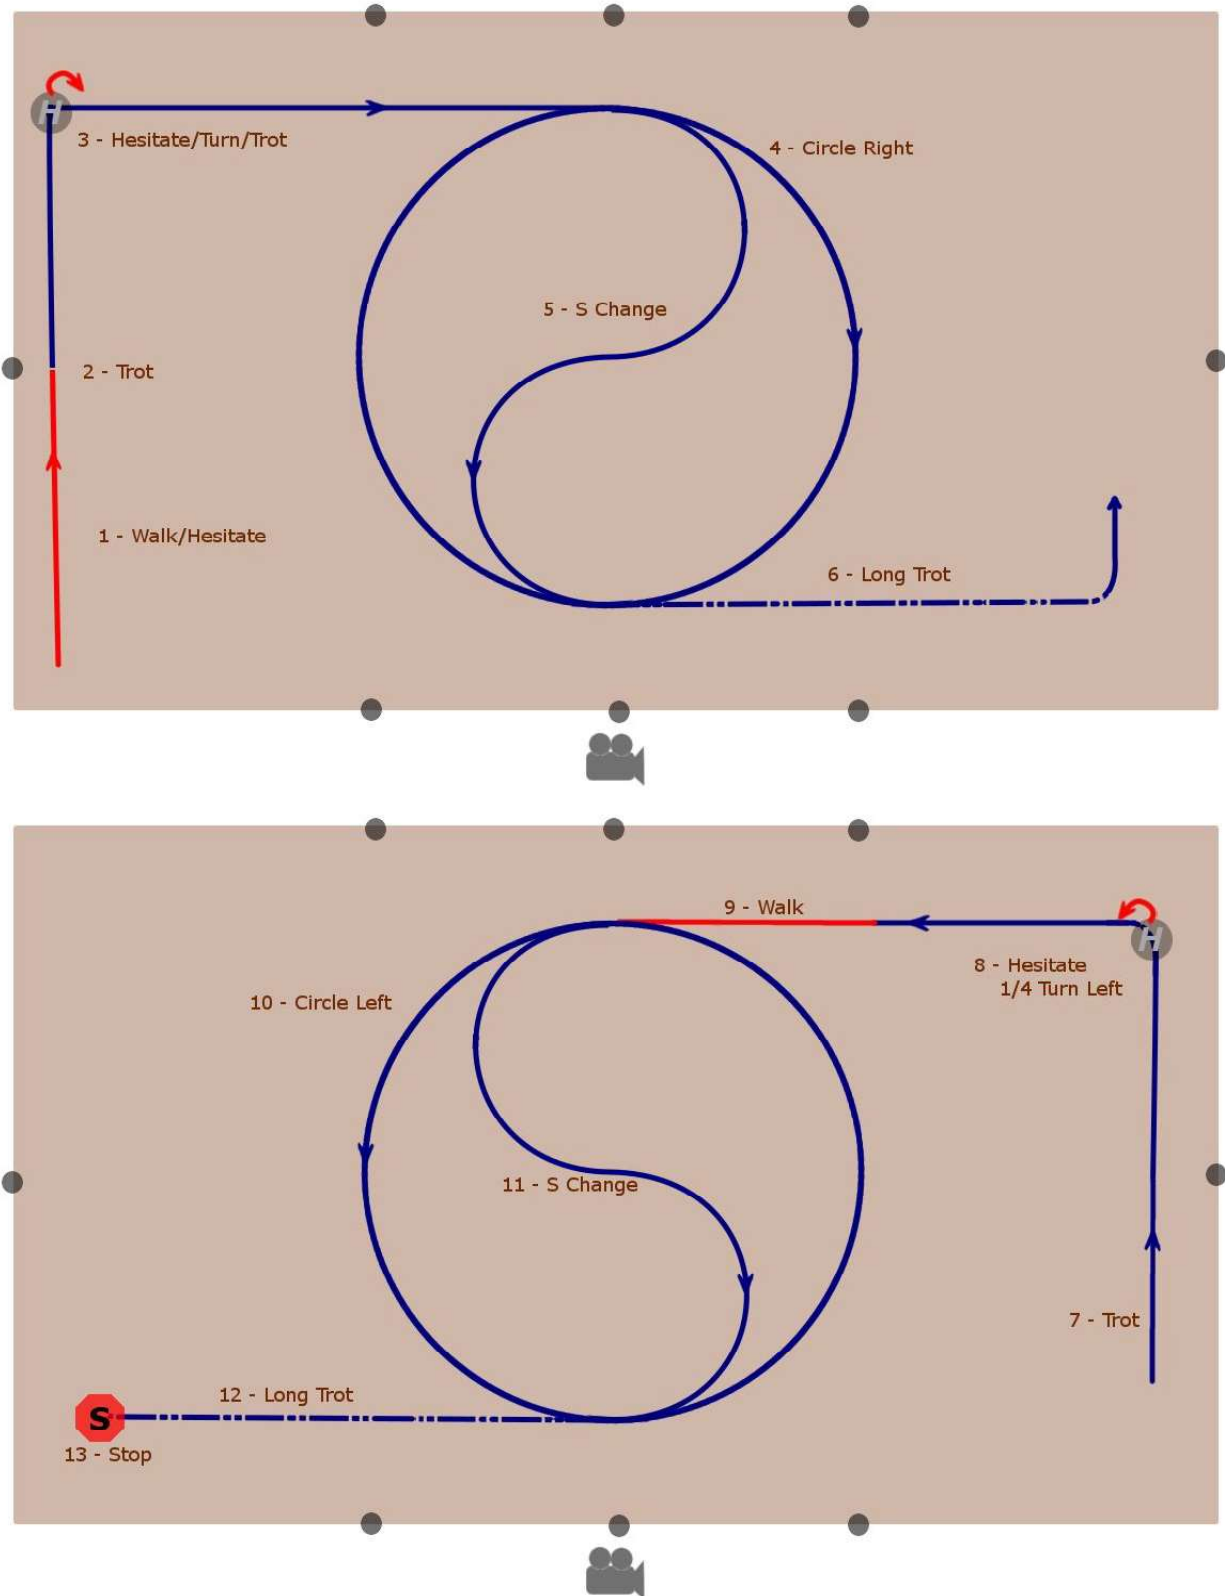 H
3 - Hesitate/Turn/Trot
4 - Circle Right
5 - S Change
2 - Trot
1 - Walk/Hesitate
6 - Long Trot
9 - Walk
H
8 - Hesitate
1/4 Turn Left
10 - Circle Left
11 - S Change
7 - Trot
12 - Long Trot
S
13 - Stop